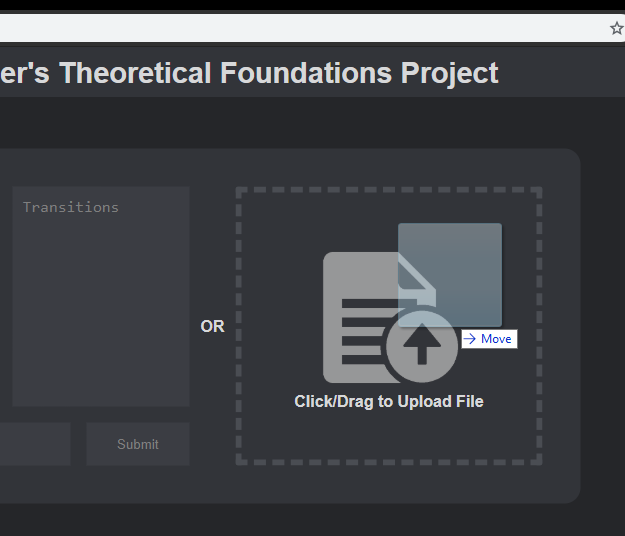 er's Theoretical Foundations Project
Transitions
OR
Move
Click/Drag to Upload File
Submit